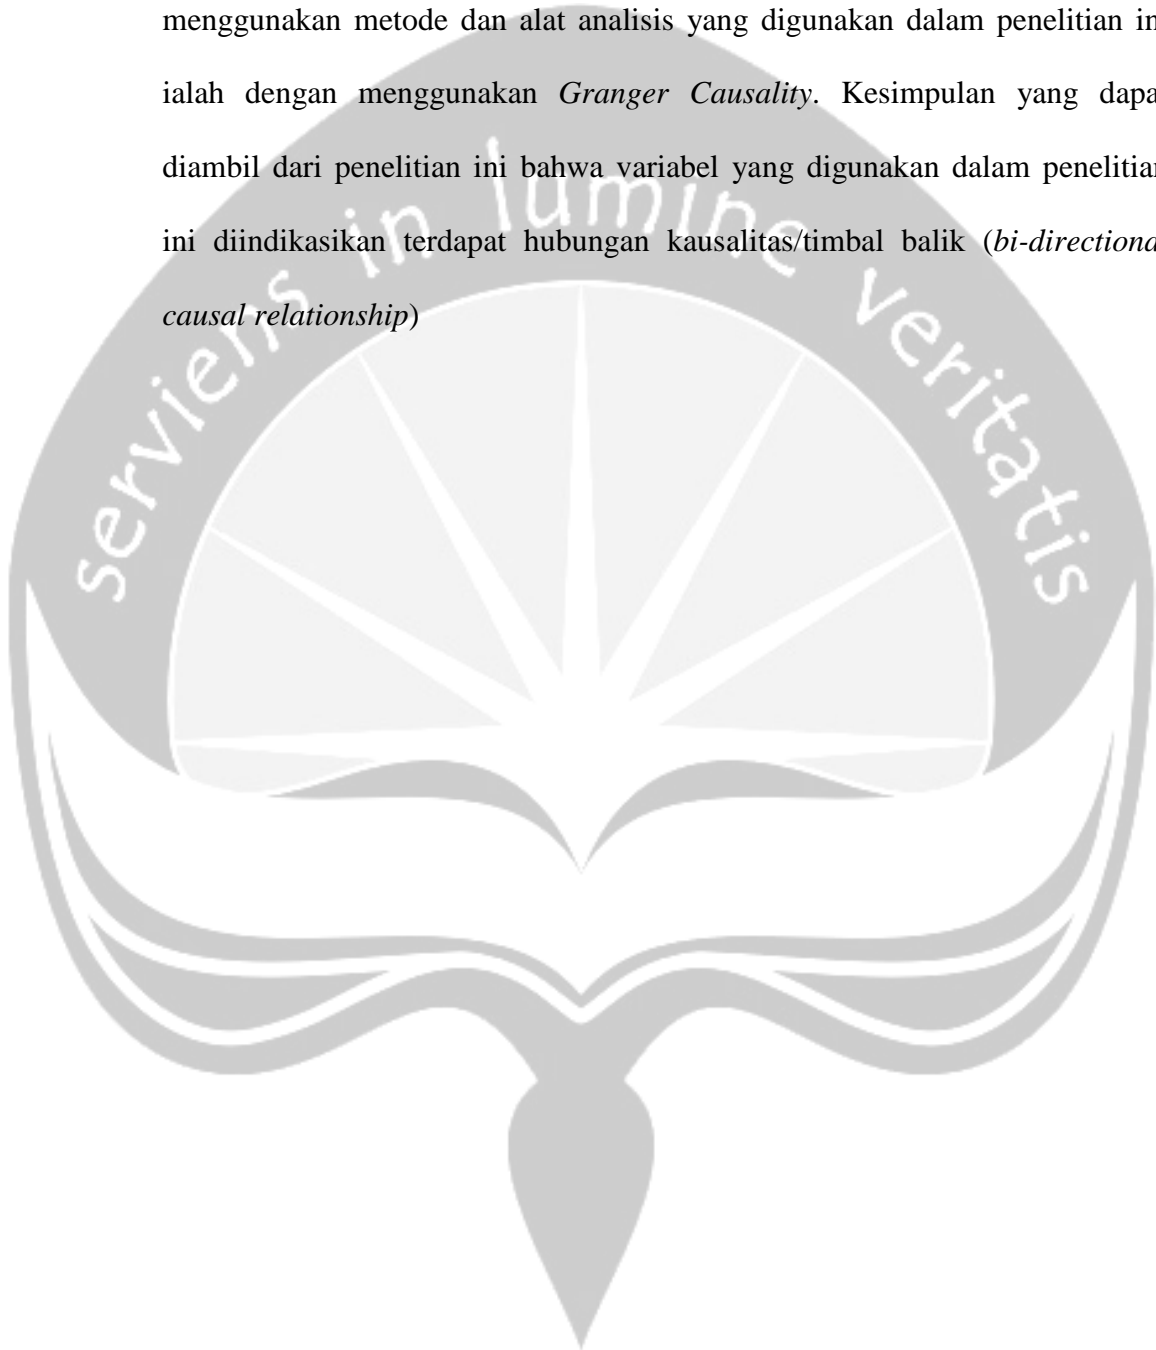 menggunakan metode dan alat analisis yang digunakan dalam penelitian in
ialah dengan menggunakan Granger Causality. Kesimpulan yang dapa
diambil dari penelitian ini bahwa variabel yang digunakan dalam penelitian
ini diindikasikan terdapat hubungan kausalitas/timbal balik (bi-directiona
causal relationship)
serviens in lumine veritatis